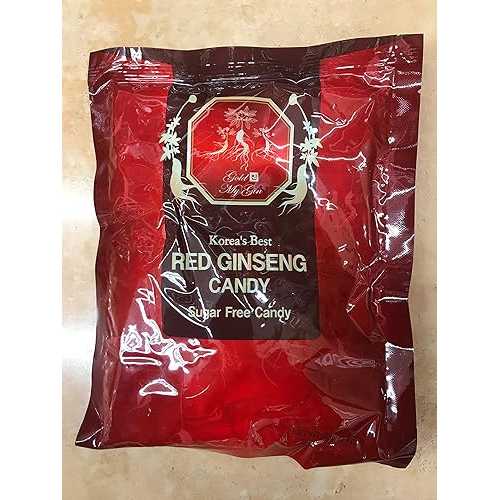 Gold
My Gin
Korea's Best
RED GINSENG
CANDY
Sugar Free Candy